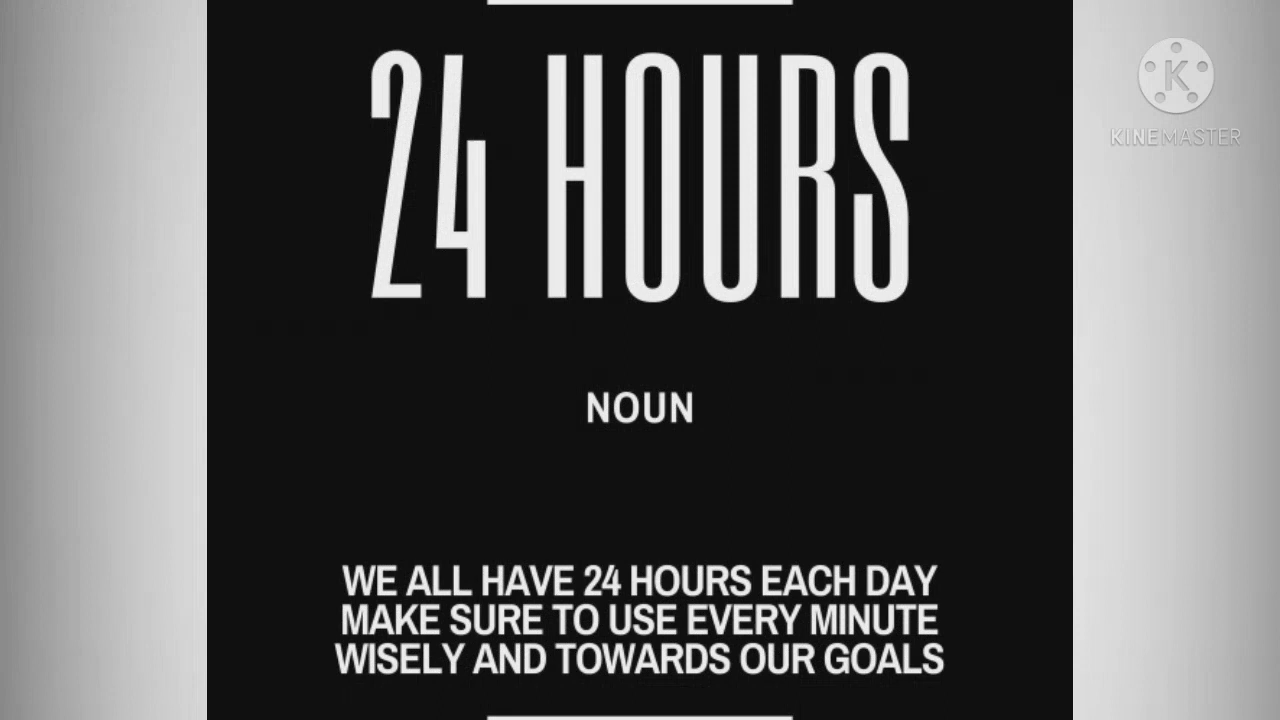 24 HOURS
KINEMASTER
NOUN
WE ALL HAVE 24 HOURS EACH DAY
MAKE SURE TO USE EVERY MINUTE
WISELY AND TOWARDS OUR GOALS